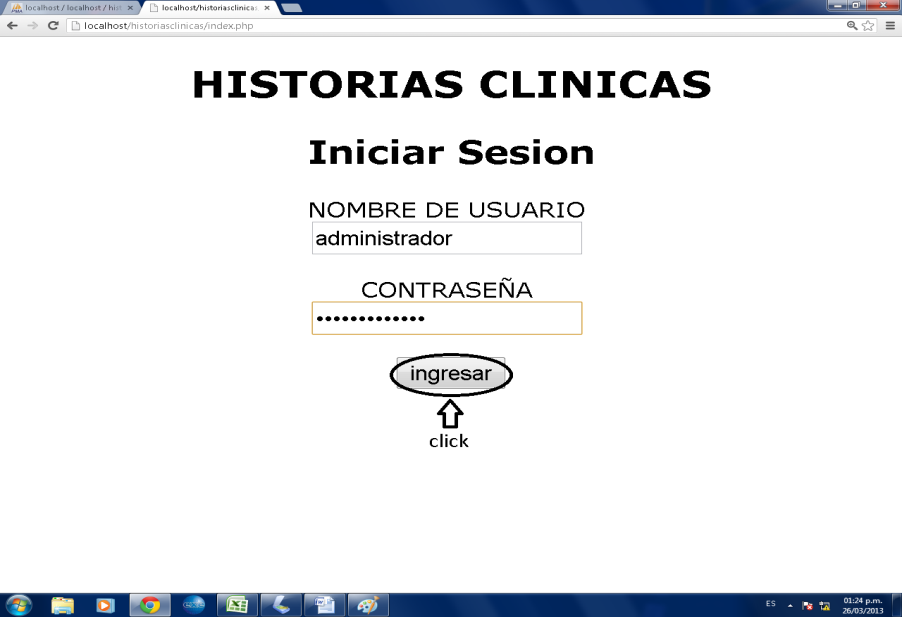 localhost / localhost / hist
localhost/historiasclinicas
localhost/historiasclinicas/index.php
HISTORIAS CLINICAS
Iniciar Sesion
NOMBRE DE USUARIO
administrador
CONTRASEÑA
•••••••••••••
ingresar
click
ES
01:24 p.m.
26/03/2013